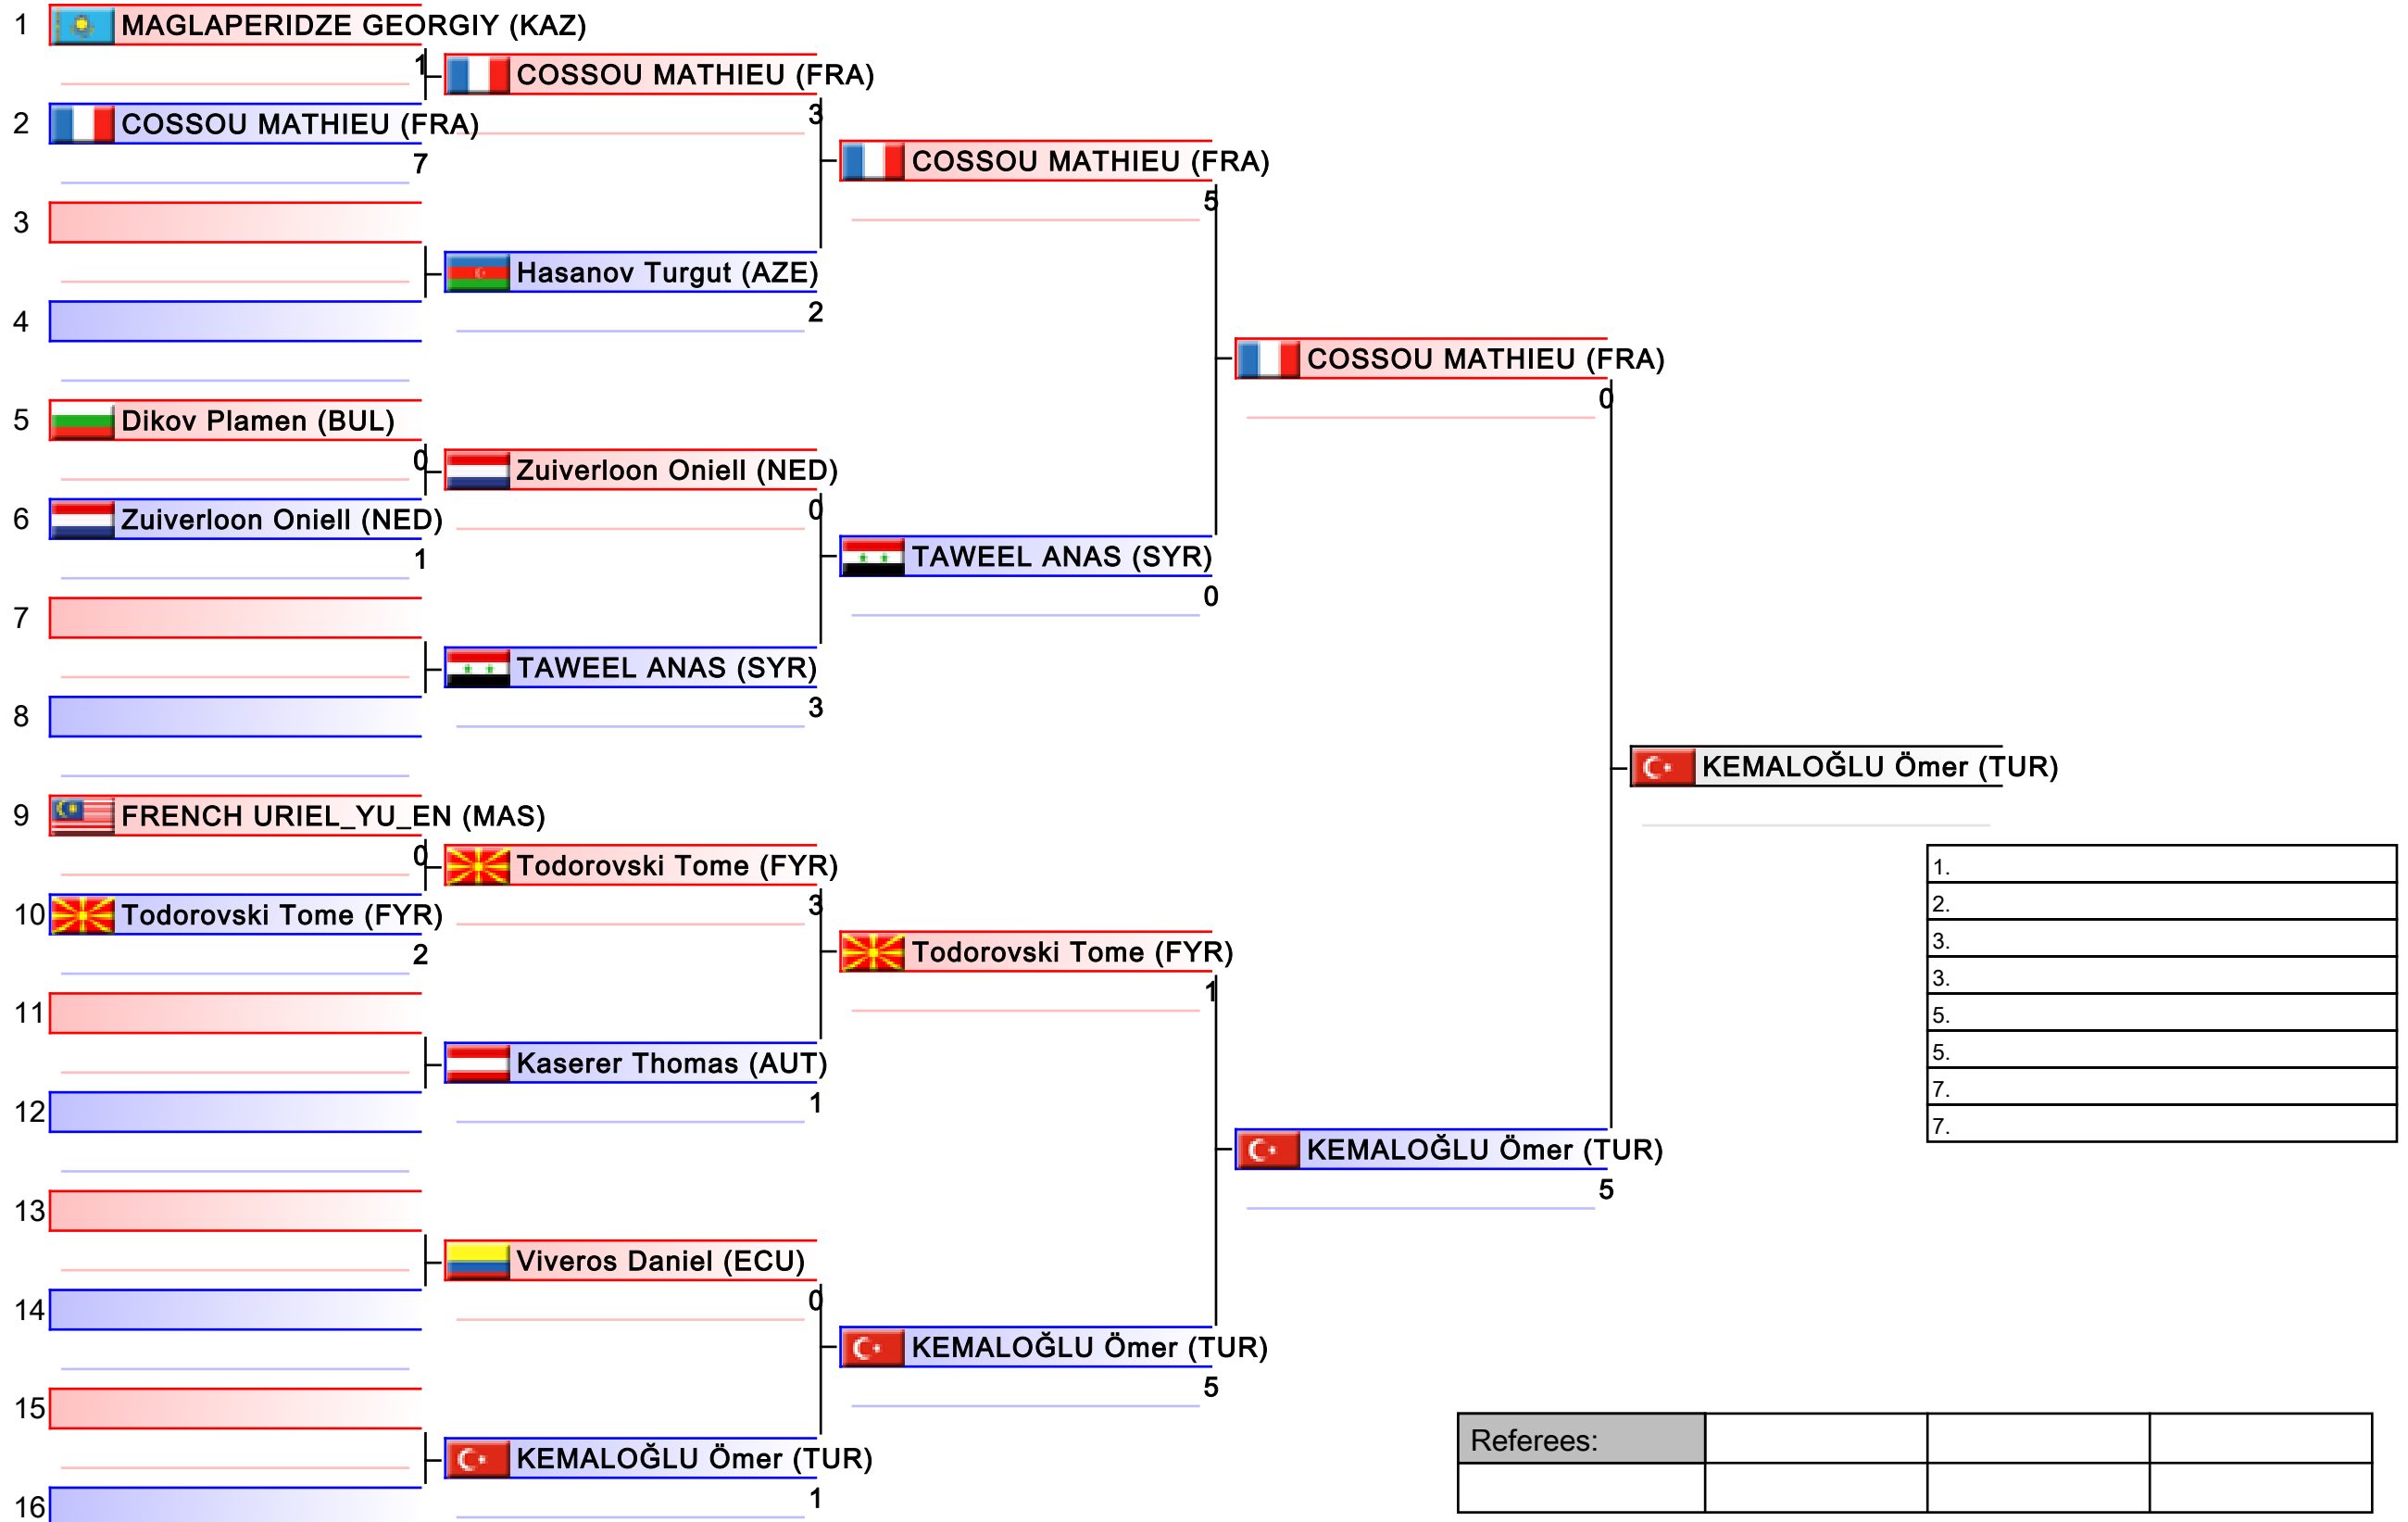 1 MAGLAPERIDZE GEORGIY (KAZ)
1
COSSOU MATHIEU (FRA)
3
2 COSSOU MATHIEU (FRA)
7
COSSOU MATHIEU (FRA)
5
3
Hasanov Turgut (AZE)
2
4
COSSOU MATHIEU (FRA)
0
5 Dikov Plamen (BUL)
0
Zuiverloon Oniell (NED)
0
6 Zuiverloon Oniell (NED)
1
TAWEEL ANAS (SYR)
0
7
TAWEEL ANAS (SYR)
3
8
KEMALOĞLU Ömer (TUR)
9 FRENCH URIEL_YU_EN (MAS)
0
Todorovski Tome (FYR)
3
10 Todorovski Tome (FYR)
2
Todorovski Tome (FYR)
1
11
Kaserer Thomas (AUT)
1
12
KEMALOĞLU Ömer (TUR)
5
13
Viveros Daniel (ECU)
0
14
KEMALOĞLU Ömer (TUR)
5
15
KEMALOĞLU Ömer (TUR)
1
16
1.
2.
3.
3.
5.
5.
7.
7.
Referees: